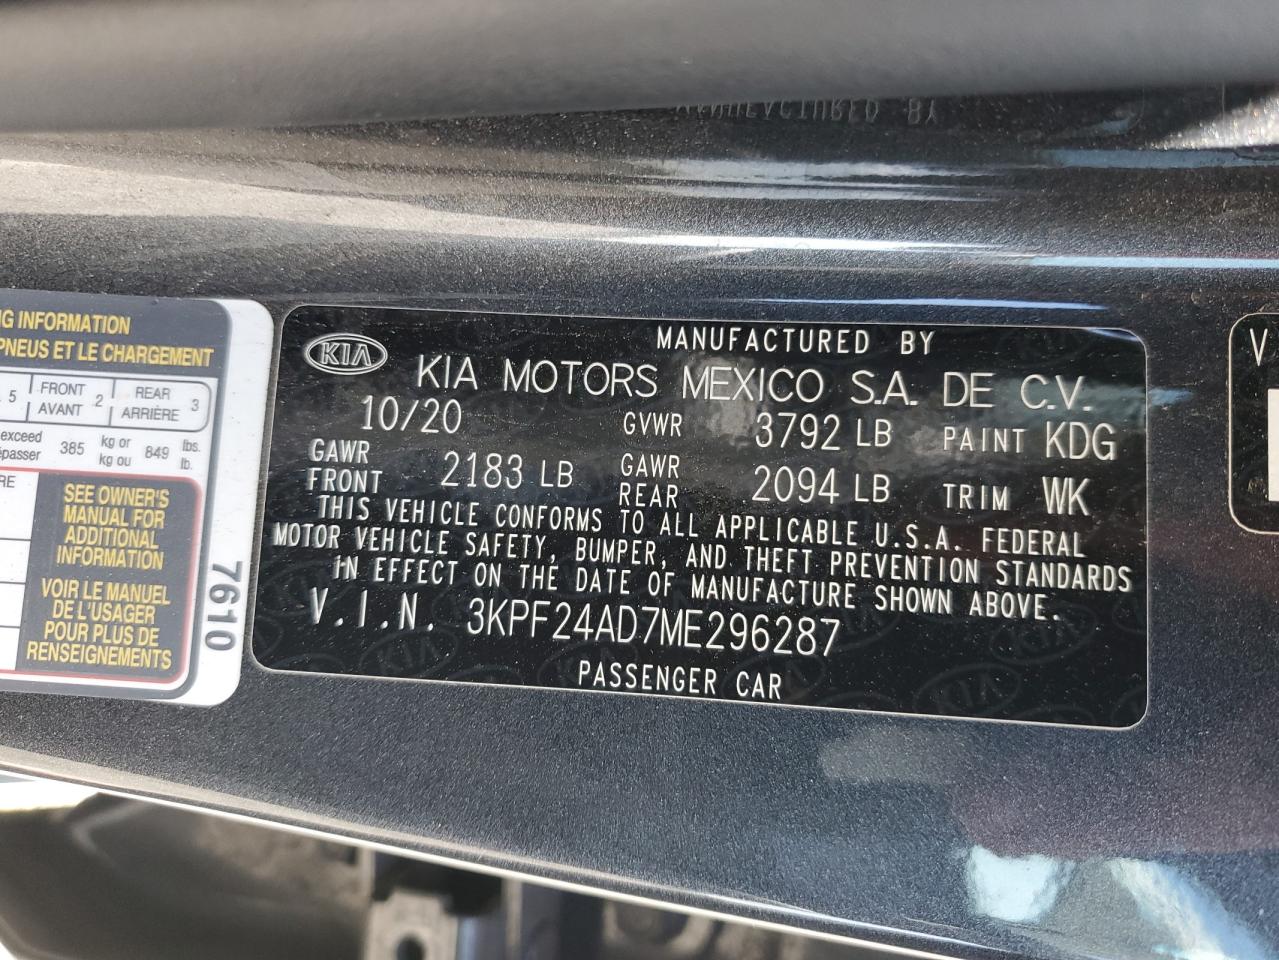 MANUFACTURED BY
NG INFORMATION
PNEUS ET LE CHARGEMENT
5 FRONT AVANT 2 REAR ARRIÈRE 3
exceed
385 kg or kg ou 849 lbs. lb.
SEE OWNER'S
MANUAL FOR
ADDITIONAL
INFORMATION
VOIR LE MANUEL
DE L'USAGER
POUR PLUS DE
RENSEIGNEMENTS
7610
KIA
MANUFACTURED BY
KIA MOTORS MEXICO S.A. DE C.V.
10/20 GVWR 3792 LB PAINT KDG
GAWR FRONT 2183 LB GAWR REAR 2094 LB TRIM WK
THIS VEHICLE CONFORMS TO ALL APPLICABLE U.S.A. FEDERAL
MOTOR VEHICLE SAFETY, BUMPER, AND THEFT PREVENTION STANDARDS
IN EFFECT ON THE DATE OF MANUFACTURE SHOWN ABOVE.
V.I.N. 3KPF24AD7ME296287
PASSENGER CAR
V